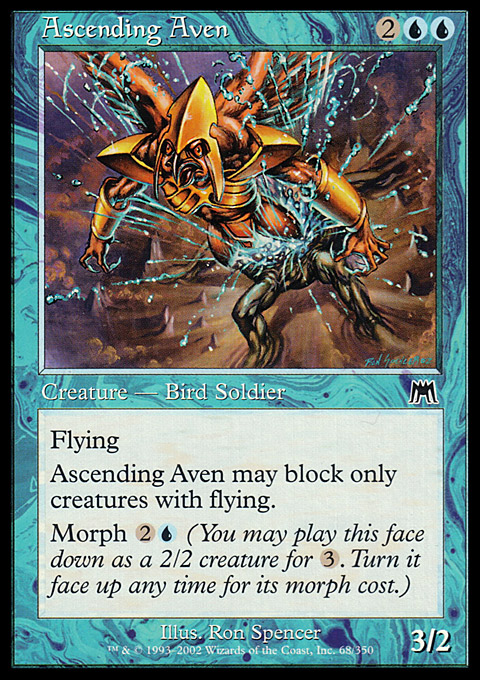 Ascending Aven 2
Flying
Ascending Aven may block only
creatures with flying.
Morph 2 (You may play this face
down as a 2/2 creature for 3. Turn it
face up any time for its morph cost.)
Creature — Bird Soldier
Illus. Ron Spencer
™ & © 1993-2002 Wizards of the Coast, Inc. 68/350
3/2